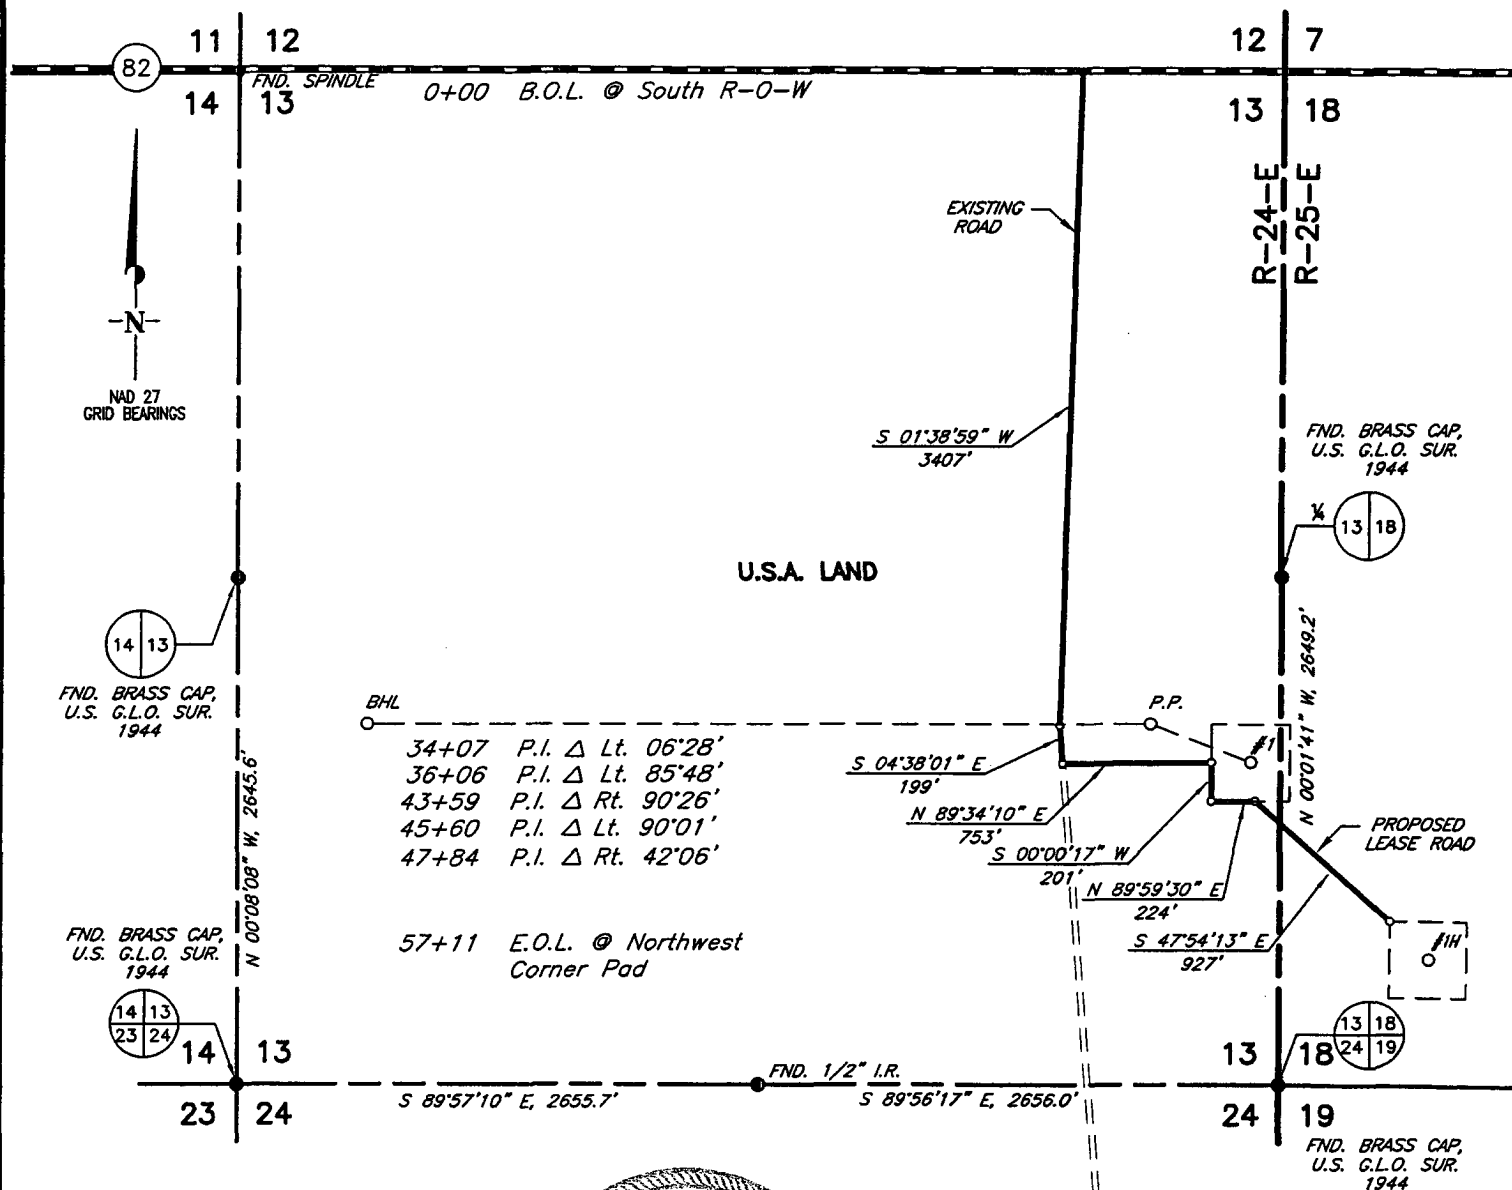 11 12
12 7
82
FND. SPINDLE
0+00 B.O.L. @ South R-O-W
14 13
13 18
R-24-E
R-25-E
EXISTING
ROAD
N
NAD 27
GRID BEARINGS
S 01°38'59" W
3407'
FND. BRASS CAP,
U.S. G.L.O. SUR.
1944
¼
13 18
U.S.A. LAND
14 13
FND. BRASS CAP,
U.S. G.L.O. SUR.
1944
N 00°08'08" W, 2645.6'
N 00°01'41" W, 2649.2'
BHL
P.P.
#1
34+07 P.I. Δ Lt. 06°28'
36+06 P.I. Δ Lt. 85°48'
43+59 P.I. Δ Rt. 90°26'
45+60 P.I. Δ Lt. 90°01'
47+84 P.I. Δ Rt. 42°06'
57+11 E.O.L. @ Northwest
Corner Pad
S 04°38'01" E
199'
N 89°34'10" E
753'
S 00°00'17" W
201'
N 89°59'30" E
224'
S 47°54'13" E
927'
PROPOSED
LEASE ROAD
#1H
FND. BRASS CAP,
U.S. G.L.O. SUR.
1944
14 13
23 24
14 13
23 24
FND. 1/2" I.R.
S 89°57'10" E, 2655.7'
S 89°56'17" E, 2656.0'
13 18
24 19
13 18
24 19
FND. BRASS CAP,
U.S. G.L.O. SUR.
1944